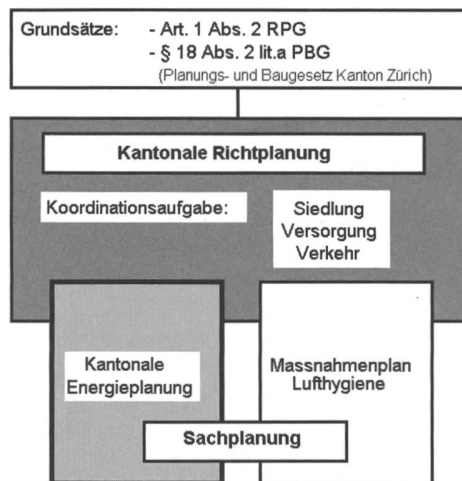 Grundsätze: - Art. 1 Abs. 2 RPG
- § 18 Abs. 2 lit.a PBG
(Planungs- und Baugesetz Kanton Zürich)
Kantonale Richtplanung
Koordinationsaufgabe:
Siedlung
Versorgung
Verkehr
Kantonale
Energieplanung
Massnahmenplan
Lufthygiene
Sachplanung